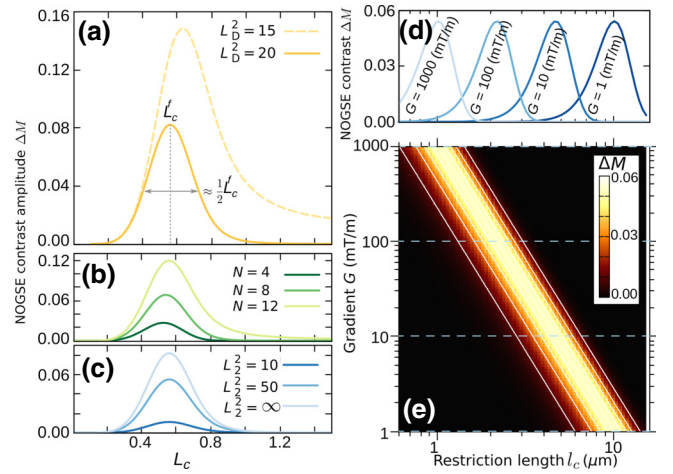 (a)
L_D^2 = 15
L_D^2 = 20
L_c^f
≈ ½L_c^f
0.16
0.12
0.08
0.04
0.00
NOGSE contrast amplitude ΔM
(b)
N = 4
N = 8
N = 12
0.12
0.06
0.00
(c)
L_2^2 = 10
L_2^2 = 50
L_2^2 = ∞
0.06
0.00
0.4 0.8 1.2
L_c
(d)
NOGSE contrast ΔM
0.06
0.03
0.00
G = 1000 (mT/m)
G = 100 (mT/m)
G = 10 (mT/m)
G = 1 (mT/m)
1000
100
10
1
Gradient G (mT/m)
ΔM
0.06
0.03
0.00
(e)
1 10
Restriction length l_c (μm)